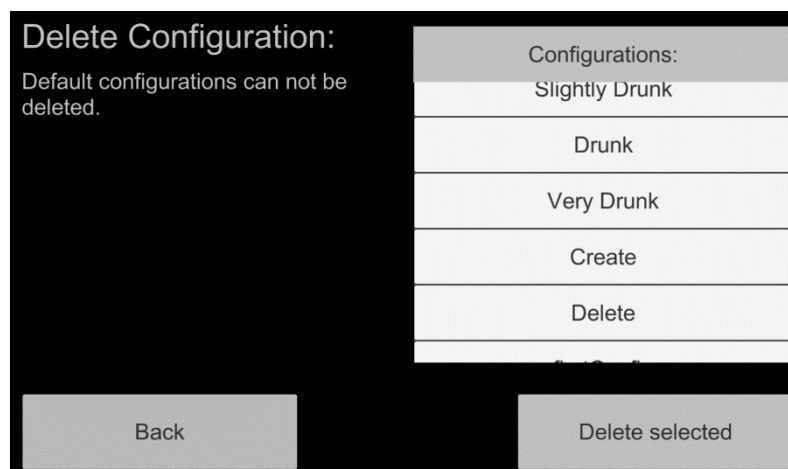 Delete Configuration:
Default configurations can not be
deleted.
Configurations:
Slightly Drunk
Drunk
Very Drunk
Create
Delete
Back
Delete selected